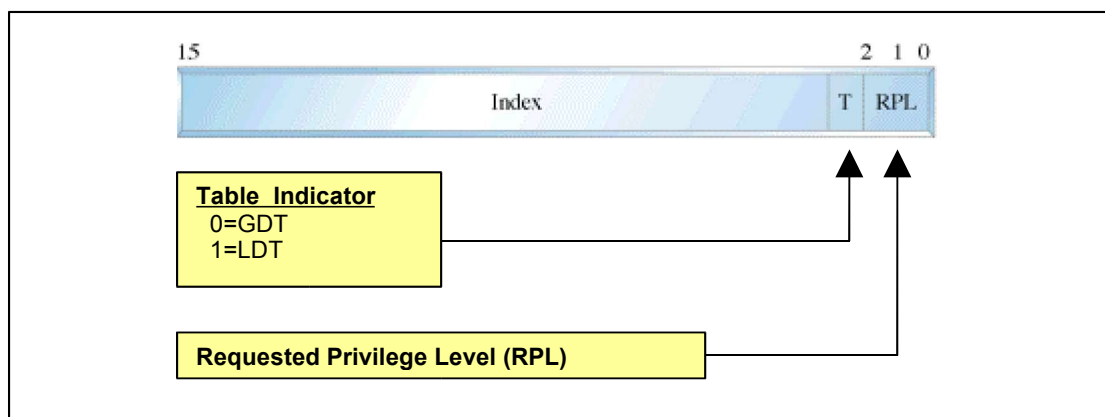 15 2 1 0
Index T RPL
Table Indicator
0=GDT
1=LDT
Requested Privilege Level (RPL)